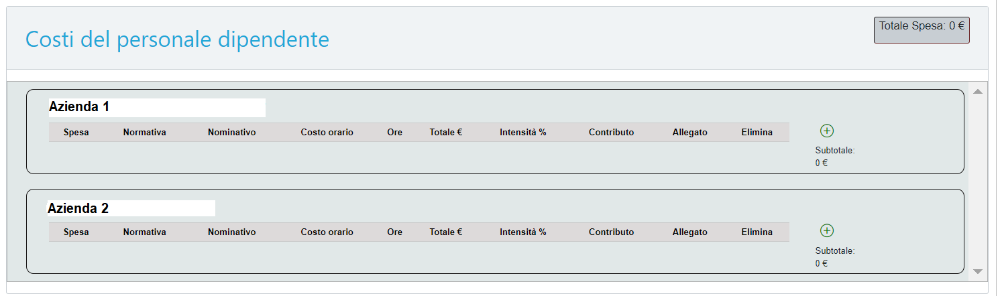 Costi del personale dipendente
Totale Spesa: 0 €
Azienda 1
Spesa Normativa Nominativo Costo orario Ore Totale € Intensità % Contributo Allegato Elimina
Subtotale:
0 €
Azienda 2
Spesa Normativa Nominativo Costo orario Ore Totale € Intensità % Contributo Allegato Elimina
Subtotale:
0 €